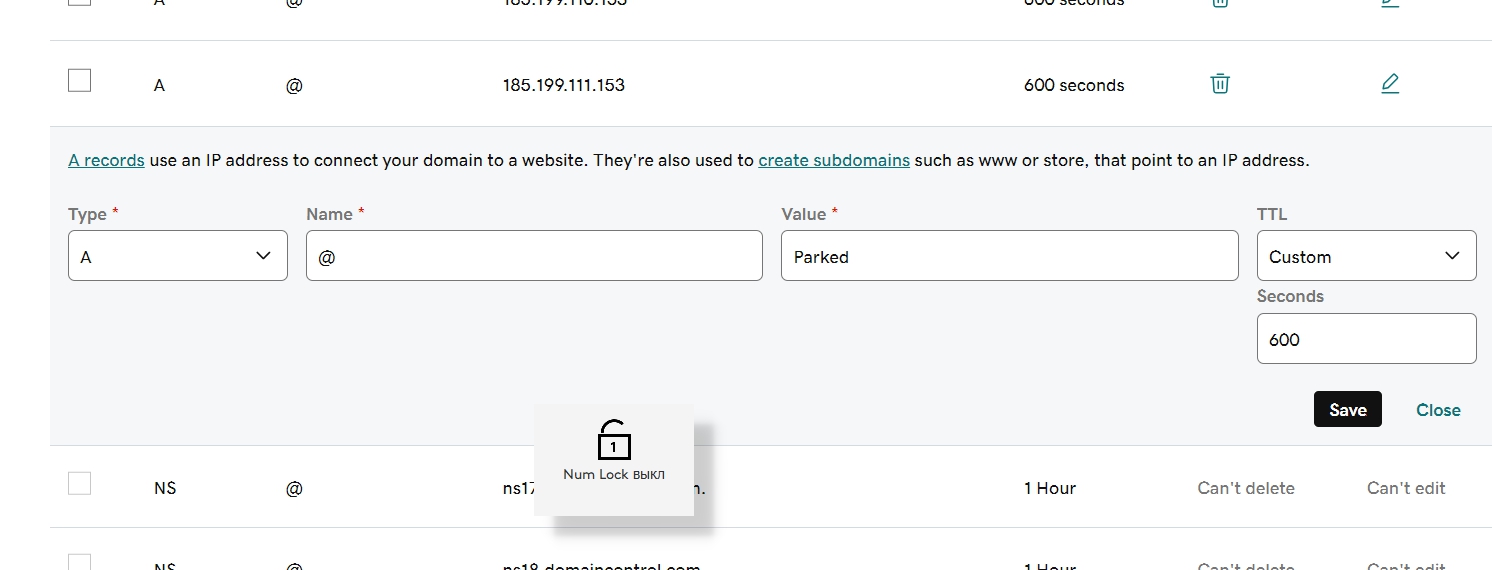 A @ 185.199.110.153 600 seconds
A @ 185.199.111.153 600 seconds
A records use an IP address to connect your domain to a website. They're also used to create subdomains such as www or store, that point to an IP address.
Type * Name * Value * TTL
A @ Parked Custom
Seconds
600
Save Close
1
Num Lock выкл
NS @ ns17 n. 1 Hour Can't delete Can't edit
NS @ ns18.domaincontrol.com. 1 Hour Can't delete Can't edit